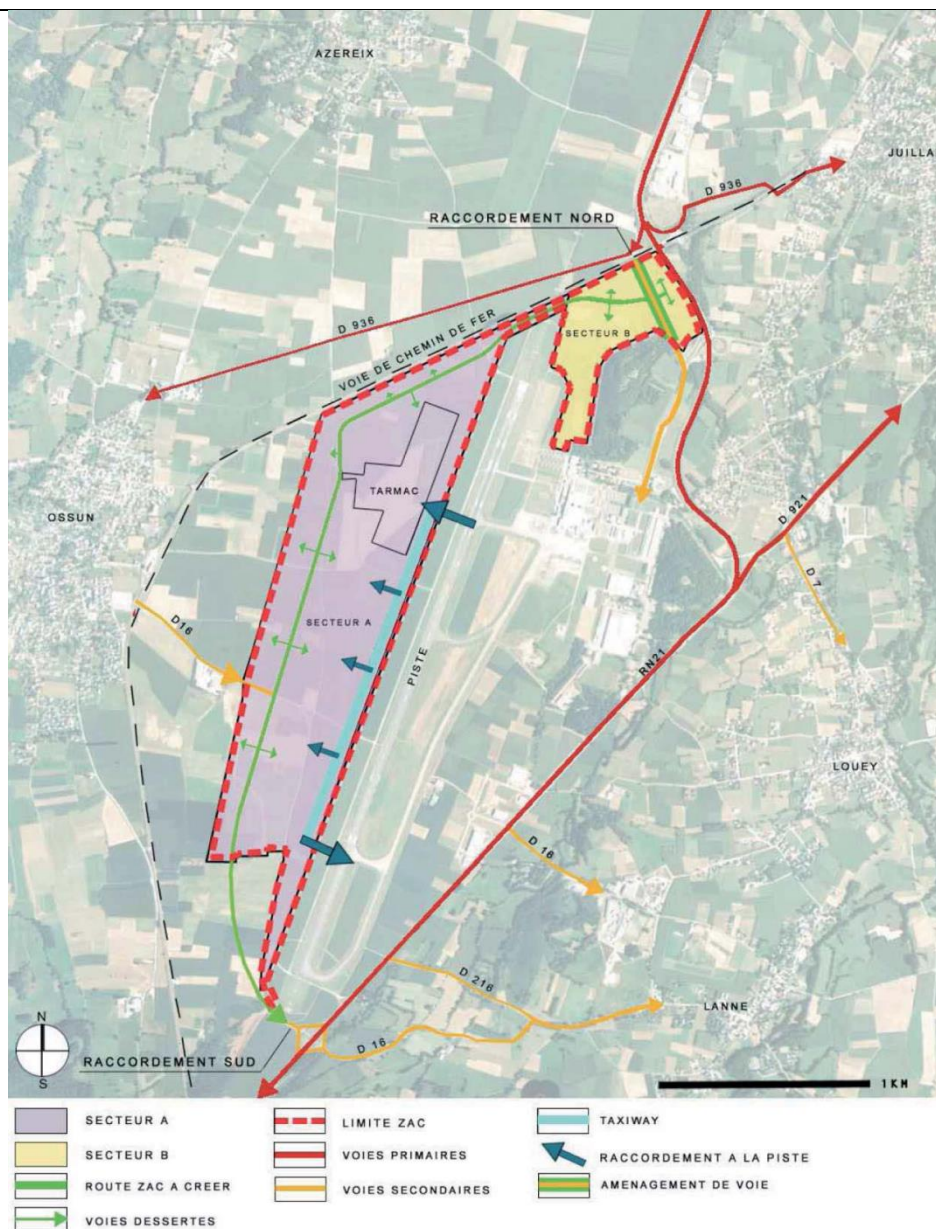 AZEREIX
JUILLA
D 936
RACCORDEMENT NORD
D 936
VOIE DE CHEMIN DE FER
SECTEUR B
TARMAC
OSSUN
D 921
D 7
D16
SECTEUR A
PISTE
RN21
LOUEY
D 16
D 216
LANNE
D 16
RACCORDEMENT SUD
N
S
1KM
SECTEUR A
SECTEUR B
ROUTE ZAC A CREER
VOIES DESSERTES
LIMITE ZAC
VOIES PRIMAIRES
VOIES SECONDAIRES
TAXIWAY
RACCORDEMENT A LA PISTE
AMENAGEMENT DE VOIE